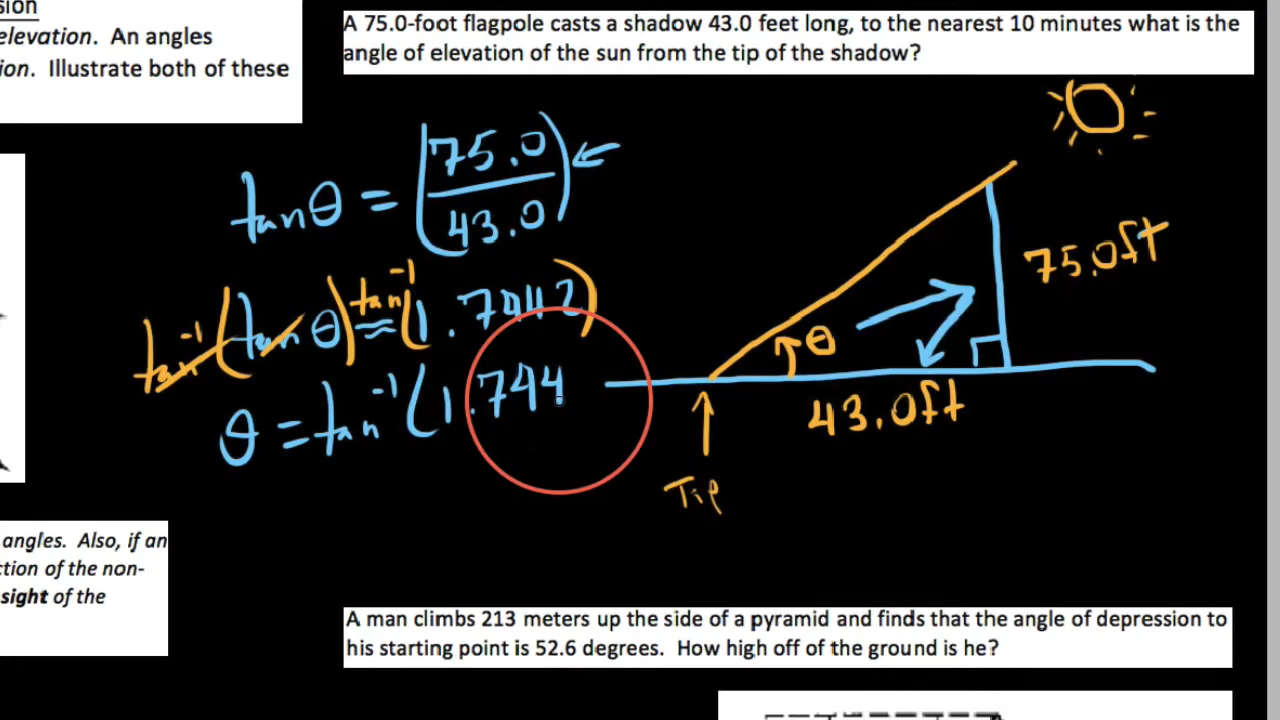 sion
elevation. An angles
ion. Illustrate both of these
A 75.0-foot flagpole casts a shadow 43.0 feet long, to the nearest 10 minutes what is the
angle of elevation of the sun from the tip of the shadow?
tanθ = (75.0/43.0) ←
tan⁻¹(tanθ) ≈ tan⁻¹(1.7442)
θ = tan⁻¹(1.744
75.0ft
θ
43.0ft
Tip
angles. Also, if an
ction of the non-
sight of the
A man climbs 213 meters up the side of a pyramid and finds that the angle of depression to
his starting point is 52.6 degrees. How high off of the ground is he?